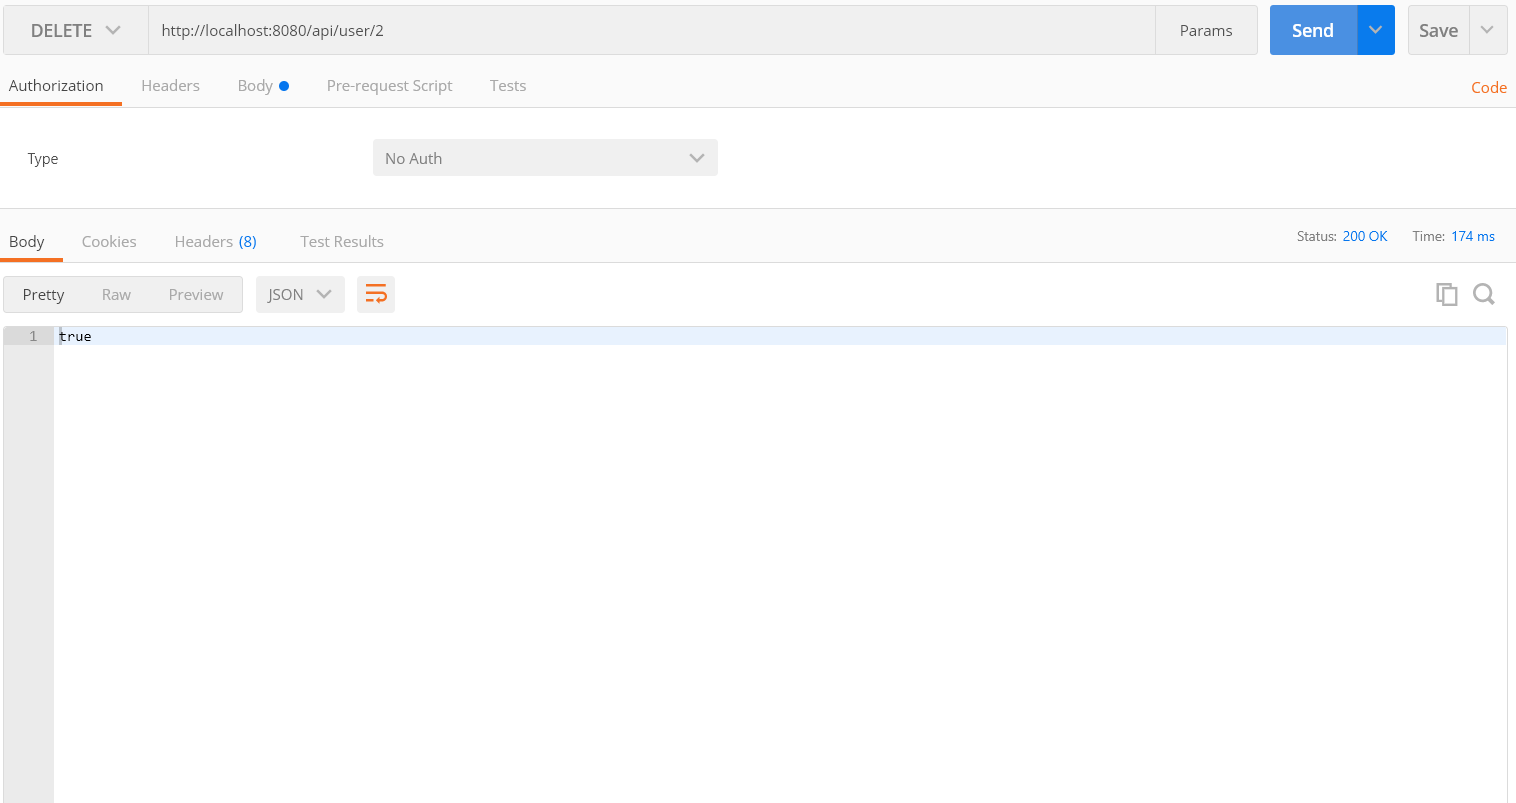 DELETE http://localhost:8080/api/user/2 Params Send Save
Authorization Headers Body Pre-request Script Tests Code
Type No Auth
Body Cookies Headers (8) Test Results Status: 200 OK Time: 174 ms
Pretty Raw Preview JSON
1 true